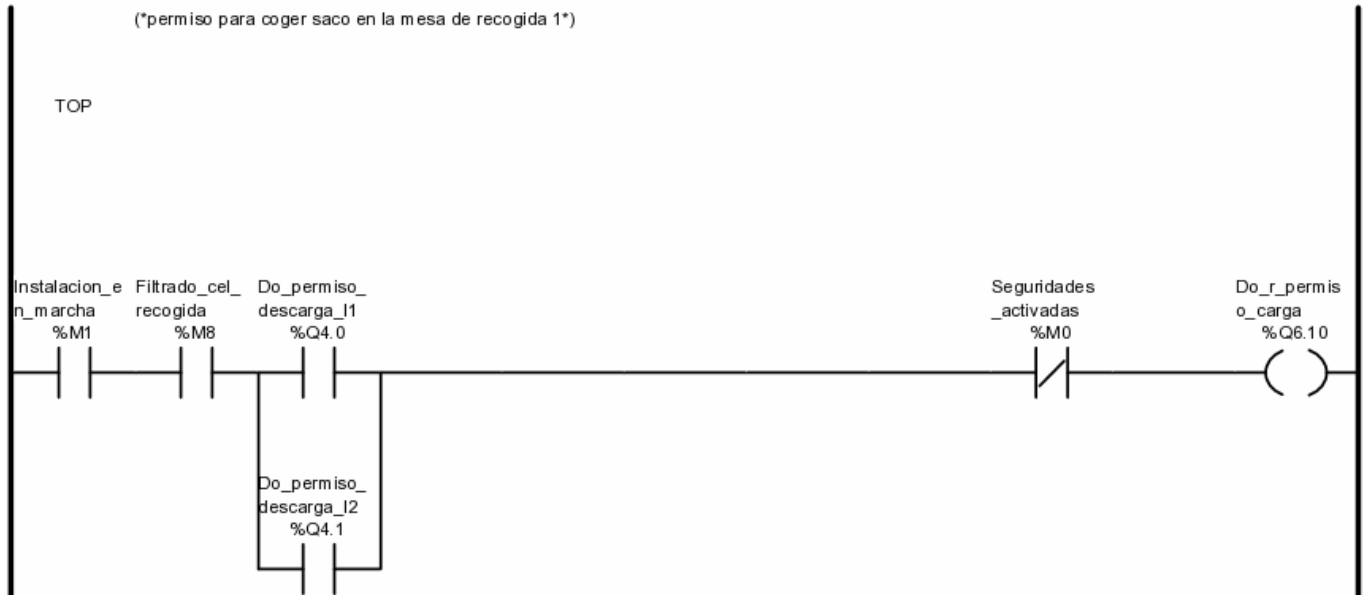 (*permiso para coger saco en la mesa de recogida 1*)
TOP
Instalacion_e
n_marcha
%M1
Filtrado_cel_
recogida
%M8
Do_permiso_
descarga_l1
%Q4.0
Seguridades
_activadas
%M0
Do_r_permis
o_carga
%Q6.10
Do_permiso_
descarga_l2
%Q4.1